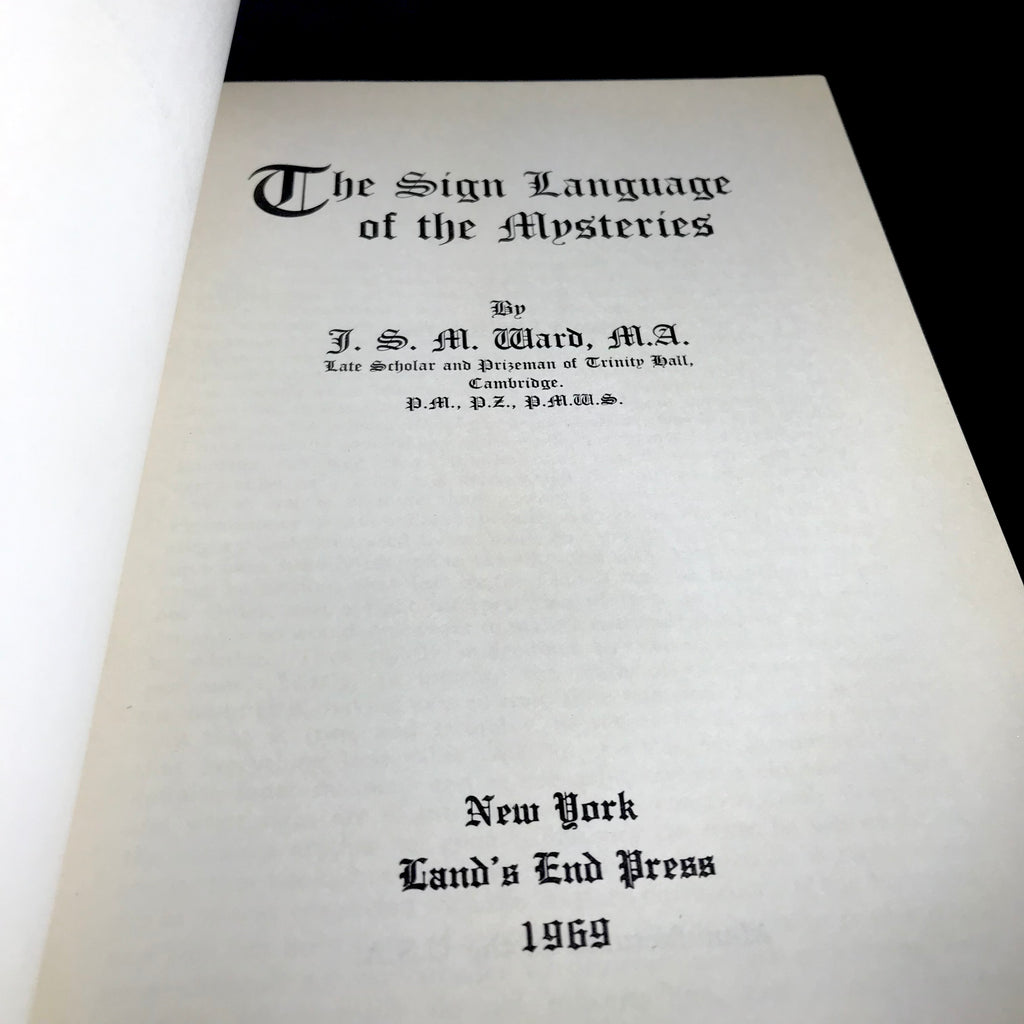 The Sign Language
of the Mysteries
By
J. S. M. Ward, M.A.
Late Scholar and Prizeman of Trinity Hall,
Cambridge.
P.M., P.Z., P.M.W.S.
New York
Land's End Press
1969